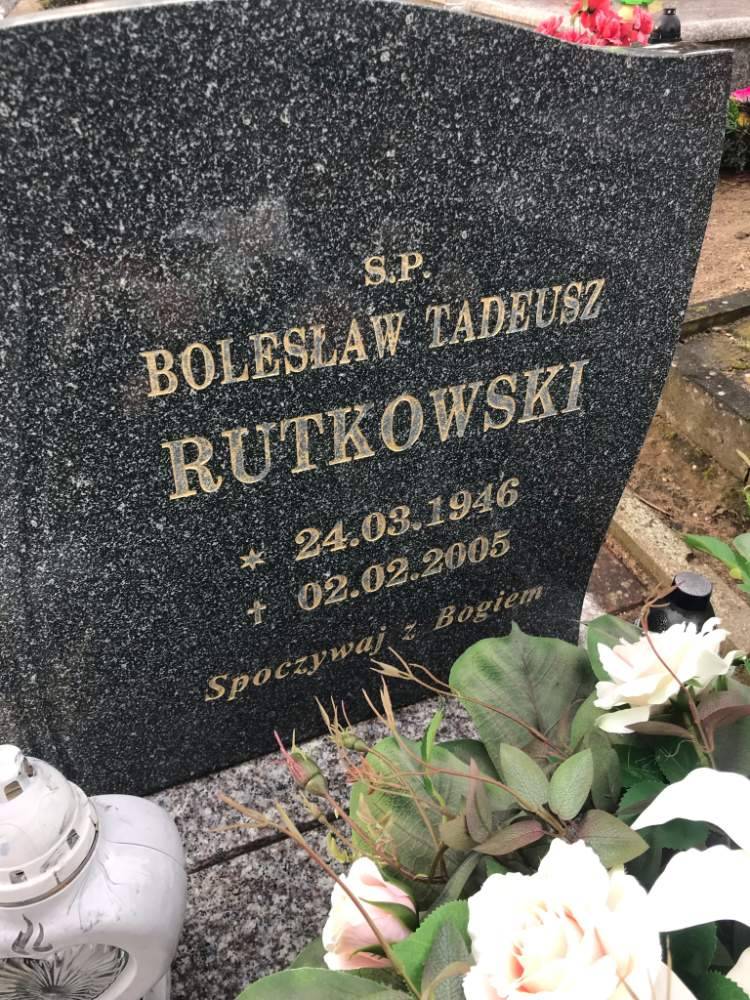 S.P.
BOLESŁAW TADEUSZ
RUTKOWSKI
✶ 24.03.1946
✝ 02.02.2005
Spoczywaj z Bogiem